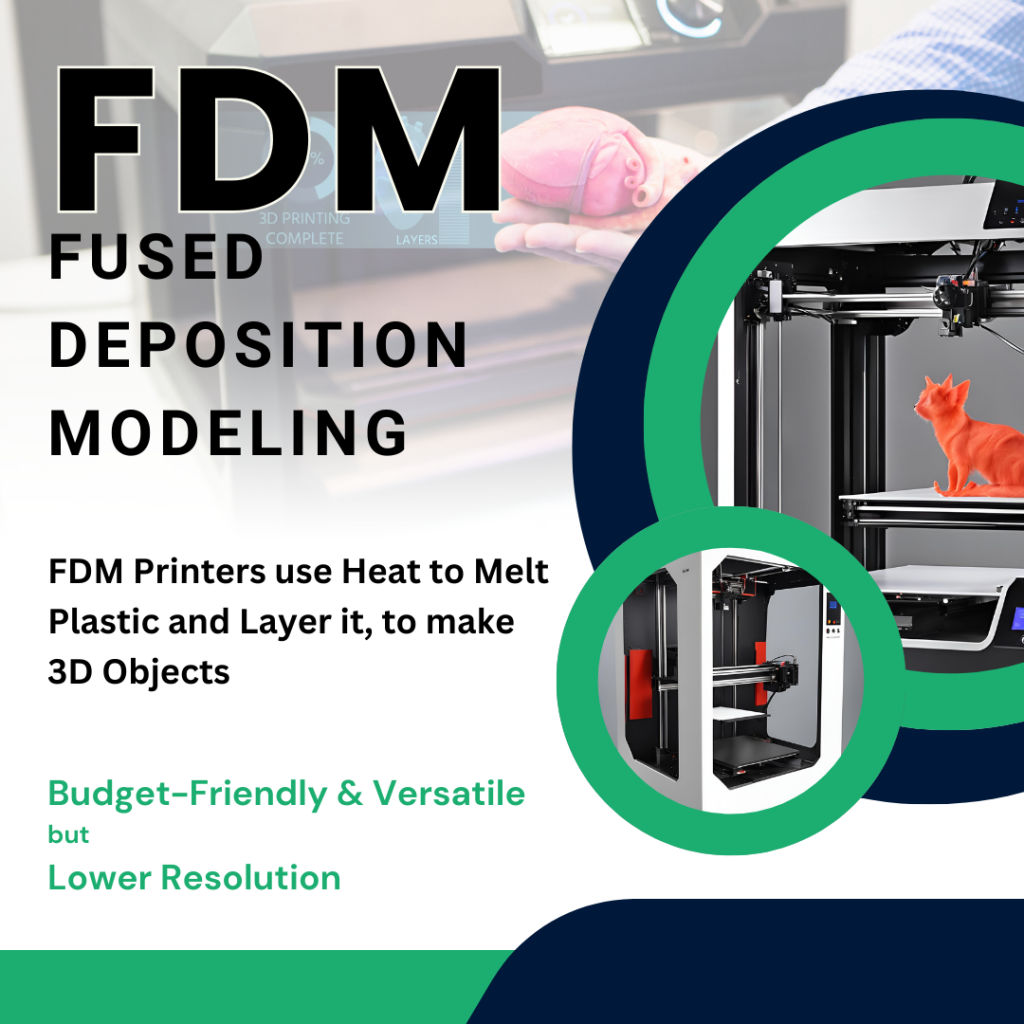 FDM
%
3D PRINTING
COMPLETE
LAYERS
FUSED
DEPOSITION
MODELING
FDM Printers use Heat to Melt
Plastic and Layer it, to make
3D Objects
Budget-Friendly & Versatile
but
Lower Resolution